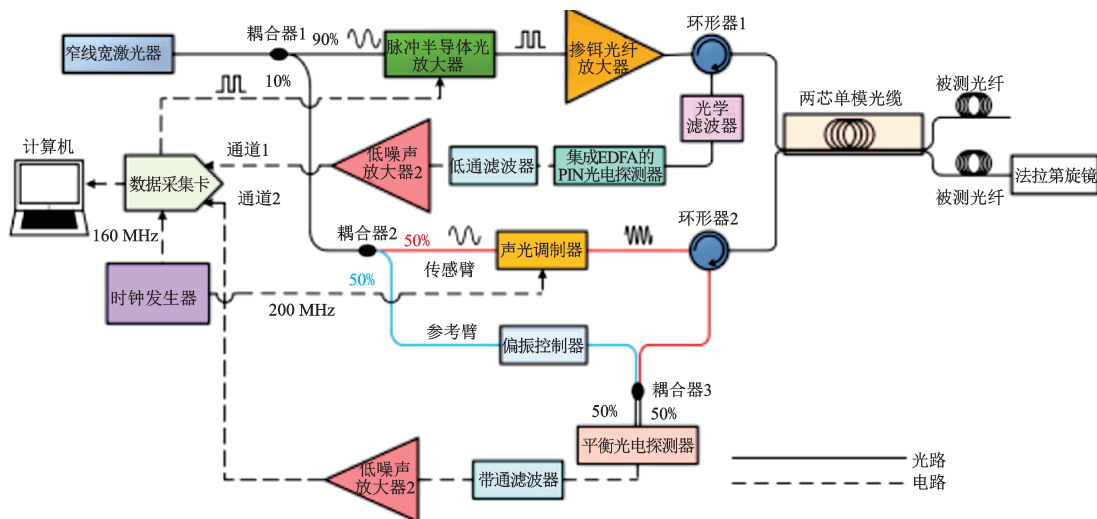 窄线宽激光器
耦合器1
90%
10%
脉冲半导体光
放大器
掺铒光纤
放大器
环形器1
光学
滤波器
两芯单模光缆
被测光纤
被测光纤
法拉第旋镜
计算机
数据采集卡
通道1
通道2
低噪声
放大器2
低通滤波器
集成EDFA的
PIN光电探测器
160 MHz
时钟发生器
200 MHz
耦合器2
50%
50%
传感臂
声光调制器
环形器2
参考臂
偏振控制器
耦合器3
50%
50%
平衡光电探测器
带通滤波器
低噪声
放大器2
光路
电路